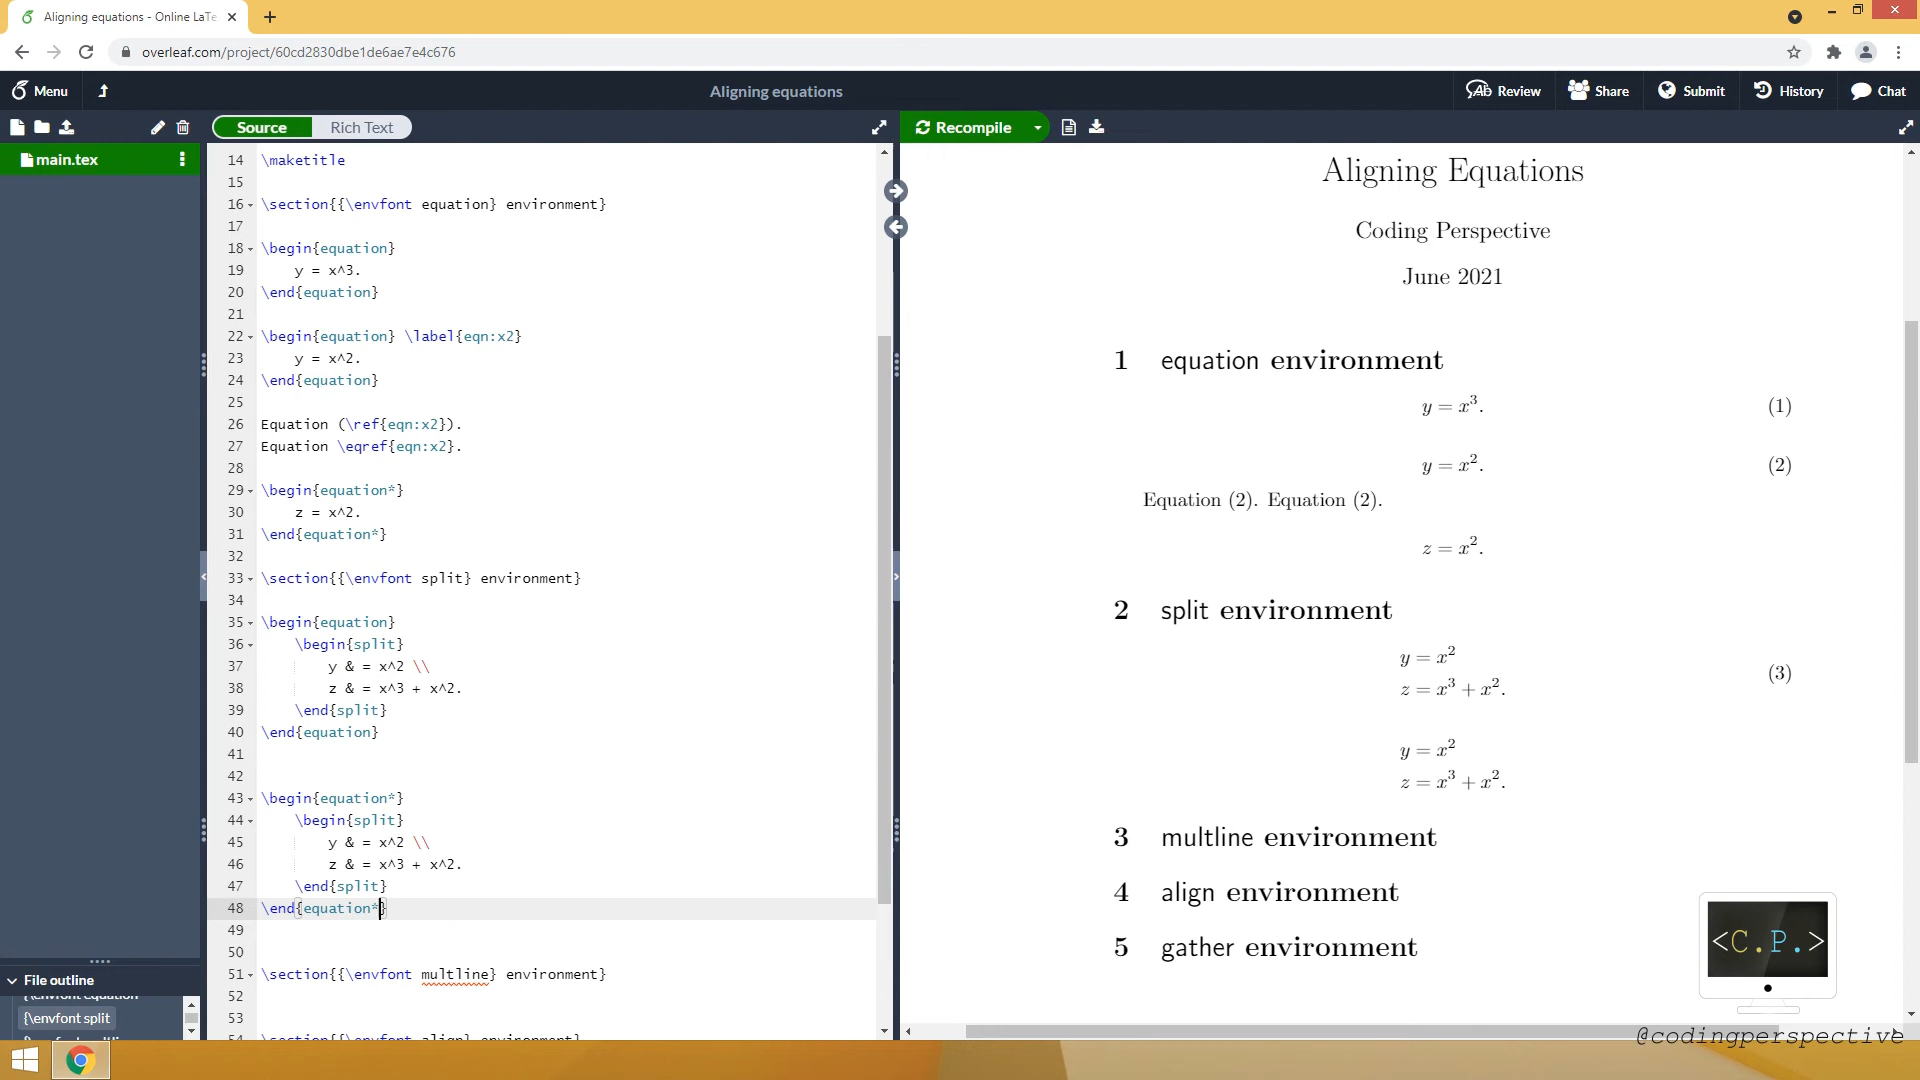 Aligning equations - Online LaTe
overleaf.com/project/60cd2830dbe1de6ae7e4c676
Menu
Aligning equations
Review
Share
Submit
History
Chat
Source
Rich Text
Recompile
main.tex
14 \maketitle
15
16 \section{{\envfont equation} environment}
17
18 \begin{equation}
19 y = x^3.
20 \end{equation}
21
22 \begin{equation} \label{eqn:x2}
23 y = x^2.
24 \end{equation}
25
26 Equation (\ref{eqn:x2}).
27 Equation \eqref{eqn:x2}.
28
29 \begin{equation*}
30 z = x^2.
31 \end{equation*}
32
33 \section{{\envfont split} environment}
34
35 \begin{equation}
36 \begin{split}
37 y & = x^2 \\
38 z & = x^3 + x^2.
39 \end{split}
40 \end{equation}
41
42
43 \begin{equation*}
44 \begin{split}
45 y & = x^2 \\
46 z & = x^3 + x^2.
47 \end{split}
48 \end{equation*}
49
50
51 \section{{\envfont multline} environment}
52
53
54 \section{{\envfont align} environment}
File outline
{\envfont equation
{\envfont split
Aligning Equations
Coding Perspective
June 2021
1 equation environment
y = x³. (1)
y = x². (2)
Equation (2). Equation (2).
z = x².
2 split environment
y = x²
z = x³ + x². (3)
y = x²
z = x³ + x².
3 multline environment
4 align environment
5 gather environment
<C.P.>
@codingperspective